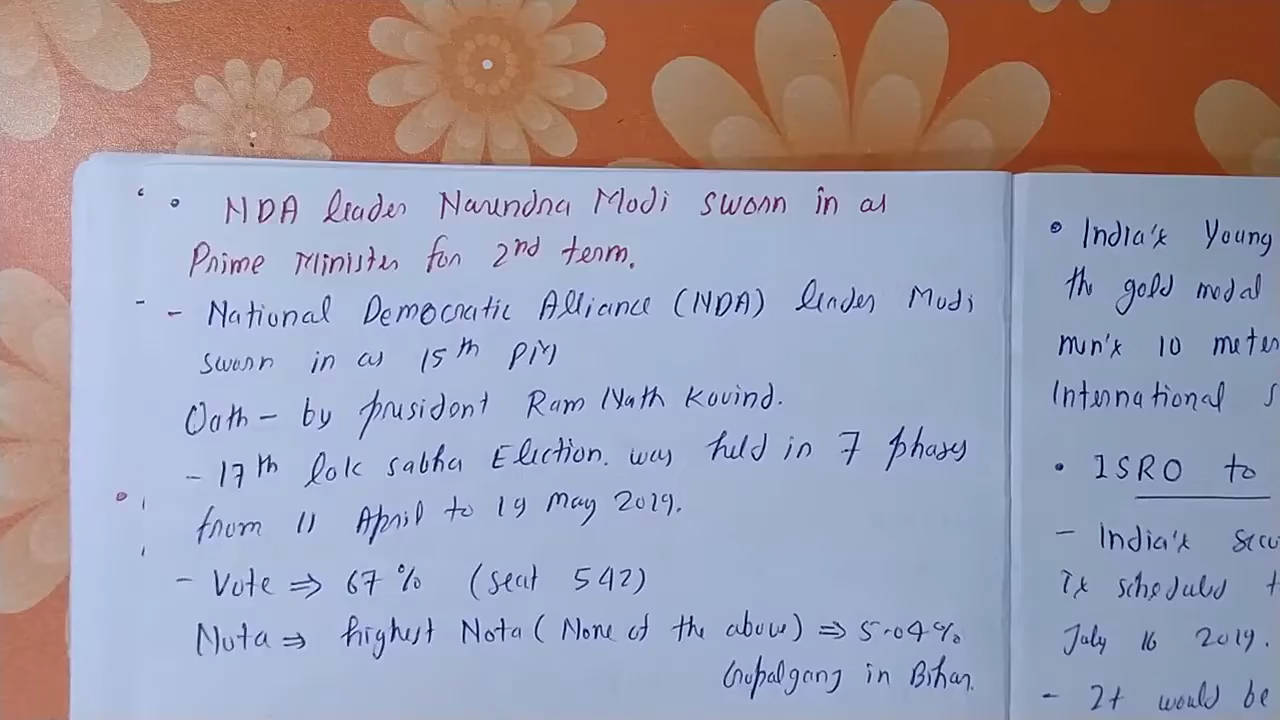 • NDA leader Narendra Modi sworn in as
Prime Minister for 2nd term.
- National Democratic Alliance (NDA) leader Modi
sworn in as 15th PM
Oath - by president Ram Nath Kovind.
- 17th lok sabha Election. was held in 7 phases
from 11 April to 19 May 2019.
- Vote ⇒ 67% (seat 542)
Nota ⇒ highest Nota (None of the above) ⇒ 5.04%
Gopalganj in Bihar.
• India's Young
the gold medal
men's 10 meter
International S
• ISRO to
- India's secu
Is scheduled t
July 16 2019.
- It would be